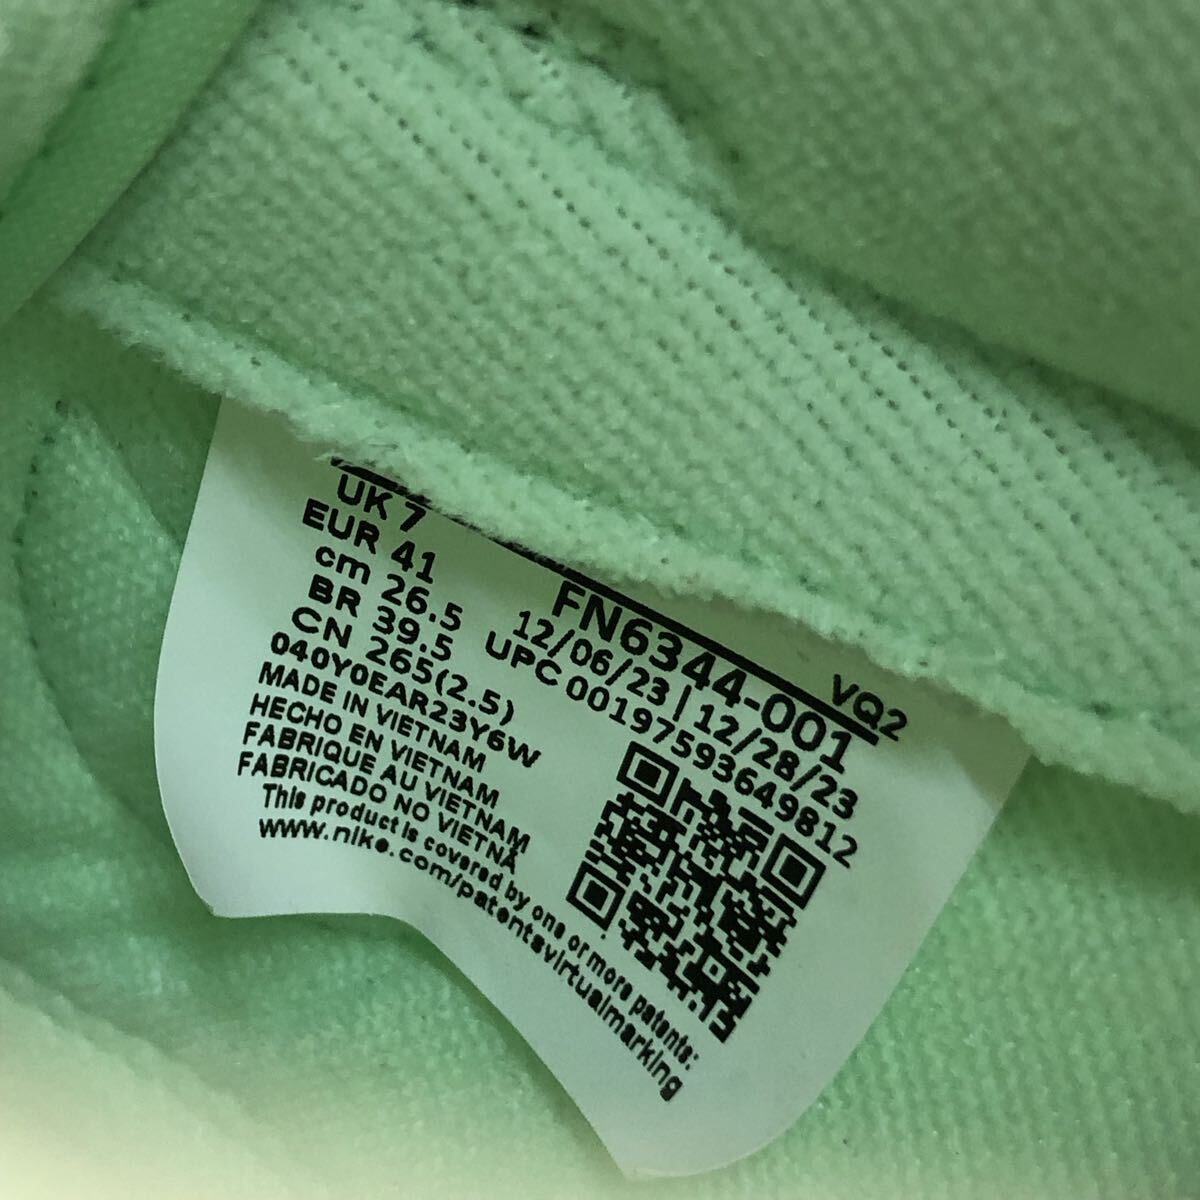 UK 7
EUR 41
cm 26.5
BR 39.5
CN 265(2.5)
040Y0EAR23Y6W
MADE IN VIETNAM
HECHO EN VIETNAM
FABRIQUE AU VIETNAM
FABRICADO NO VIETNÃ
This product is covered by one or more patents:
www.nike.com/patentsvirtualmarking
VQ2
FN6344-001
12/06/23 | 12/28/23
UPC 00197593649812